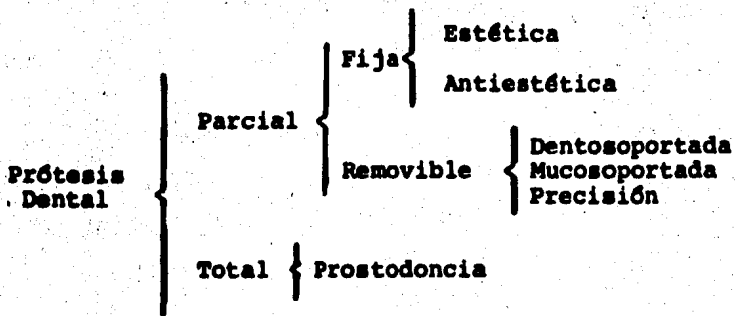 Estética
Fija
Antiestética
Parcial
Dentosoportada
Removible
Mucosoportada
Precisión
Prótesis
Dental
Total
Prostodoncia